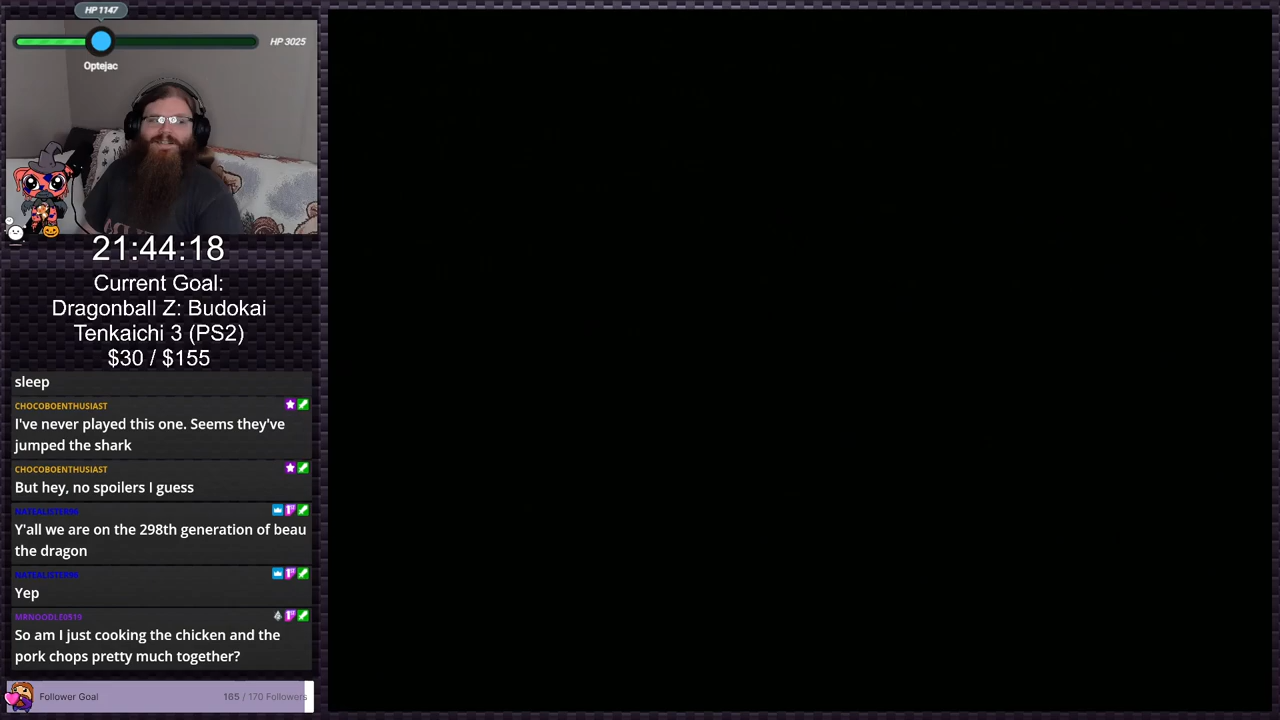 HP 1147
HP 3025
Optejac
21:44:18
Current Goal:
Dragonball Z: Budokai
Tenkaichi 3 (PS2)
$30 / $155
sleep
CHOCOBOENTHUSIAST
I've never played this one. Seems they've
jumped the shark
CHOCOBOENTHUSIAST
But hey, no spoilers I guess
Y'all we are on the 298th generation of beau
the dragon
Yep
MRNOODLE0519
So am I just cooking the chicken and the
pork chops pretty much together?
Follower Goal
165 / 170 Followers